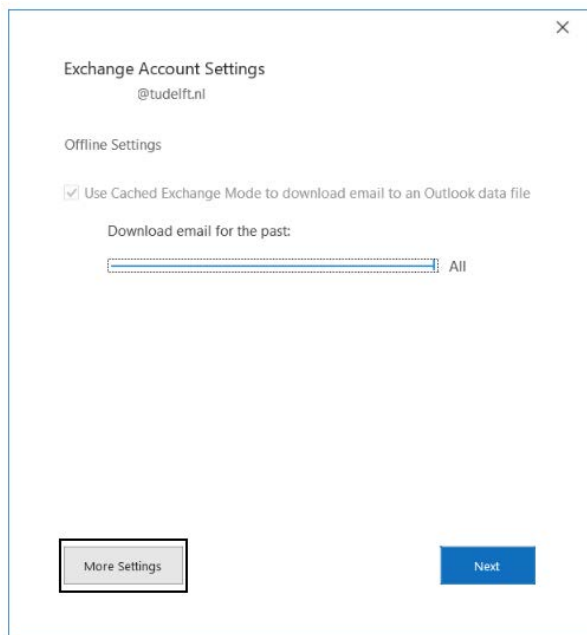 Exchange Account Settings
@tudelft.nl
Offline Settings
Use Cached Exchange Mode to download email to an Outlook data file
Download email for the past:
All
More Settings
Next